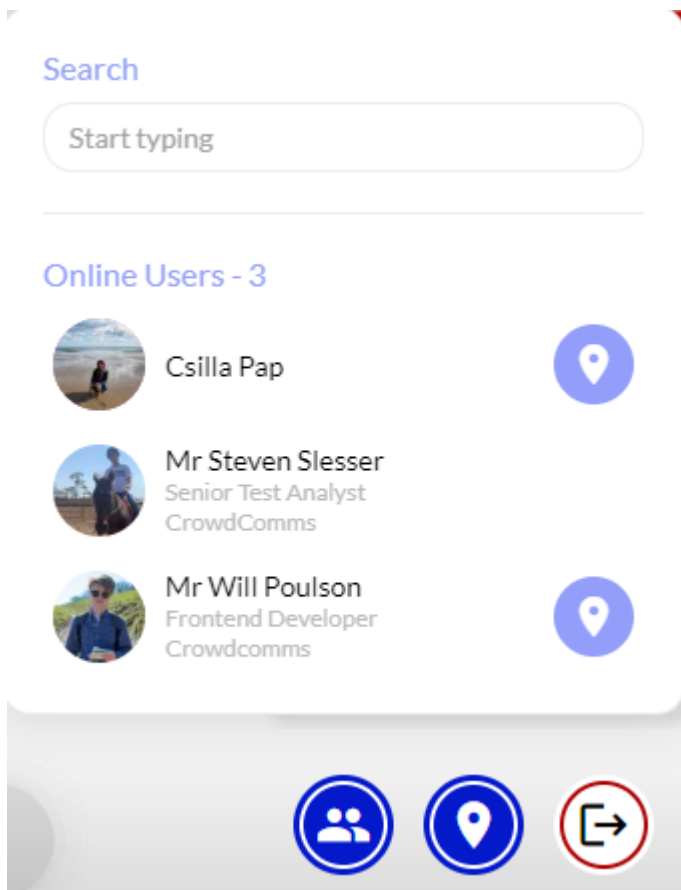 Search
Start typing
Online Users - 3
Csilla Pap
Mr Steven Slesser
Senior Test Analyst
CrowdComms
Mr Will Poulson
Frontend Developer
Crowdcomms